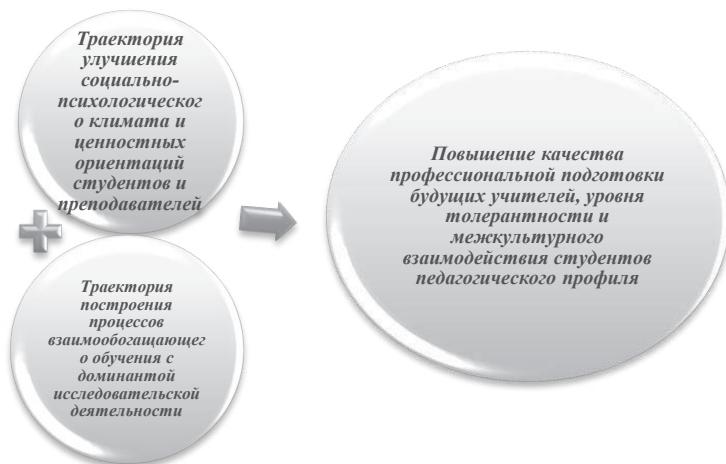 Траектория
улучшения
социально-
психологическог
о климата и
ценностных
ориентаций
студентов и
преподавателей
Траектория
построения
процессов
взаимообогащающег
о обучения с
доминантой
исследовательской
деятельности
Повышение качества
профессиональной подготовки
будущих учителей, уровня
толерантности и
межкультурного
взаимодействия студентов
педагогического профиля